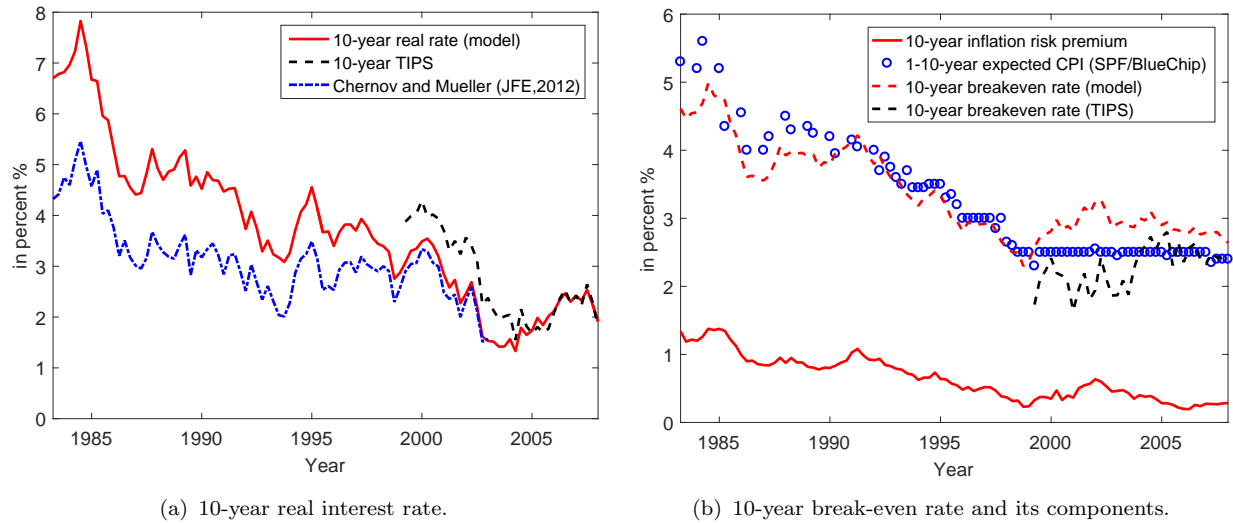 8
7
6
5
4
3
2
1
0
in percent %
10-year real rate (model)
10-year TIPS
Chernov and Mueller (JFE,2012)
1985
1990
1995
2000
2005
Year
(a) 10-year real interest rate.
6
5
4
3
2
1
0
in percent %
10-year inflation risk premium
1-10-year expected CPI (SPF/BlueChip)
10-year breakeven rate (model)
10-year breakeven rate (TIPS)
1985
1990
1995
2000
2005
Year
(b) 10-year break-even rate and its components.